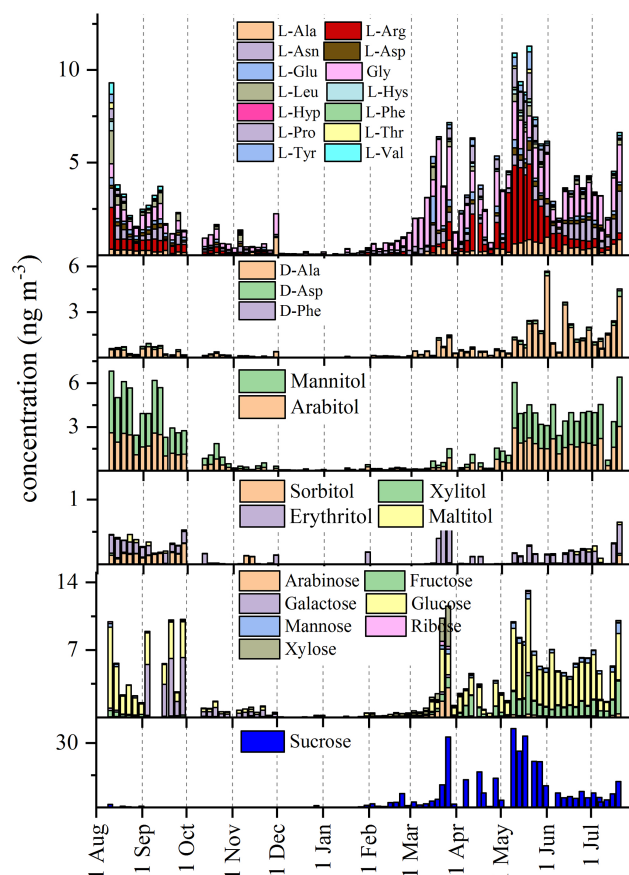 L-Ala L-Arg
10 L-Asn L-Asp
L-Glu Gly
L-Leu L-Hys
L-Hyp L-Phe
5 L-Pro L-Thr
L-Tyr L-Val
6 D-Ala
D-Asp
3 D-Phe
6 Mannitol
3 Arabitol
1 Sorbitol Xylitol
Erythritol Maltitol
14 Arabinose Fructose
Galactose Glucose
7 Mannose Ribose
Xylose
30 Sucrose
concentration (ng m⁻³)
1 Aug 1 Sep 1 Oct 1 Nov 1 Dec 1 Jan 1 Feb 1 Mar 1 Apr 1 May 1 Jun 1 Jul